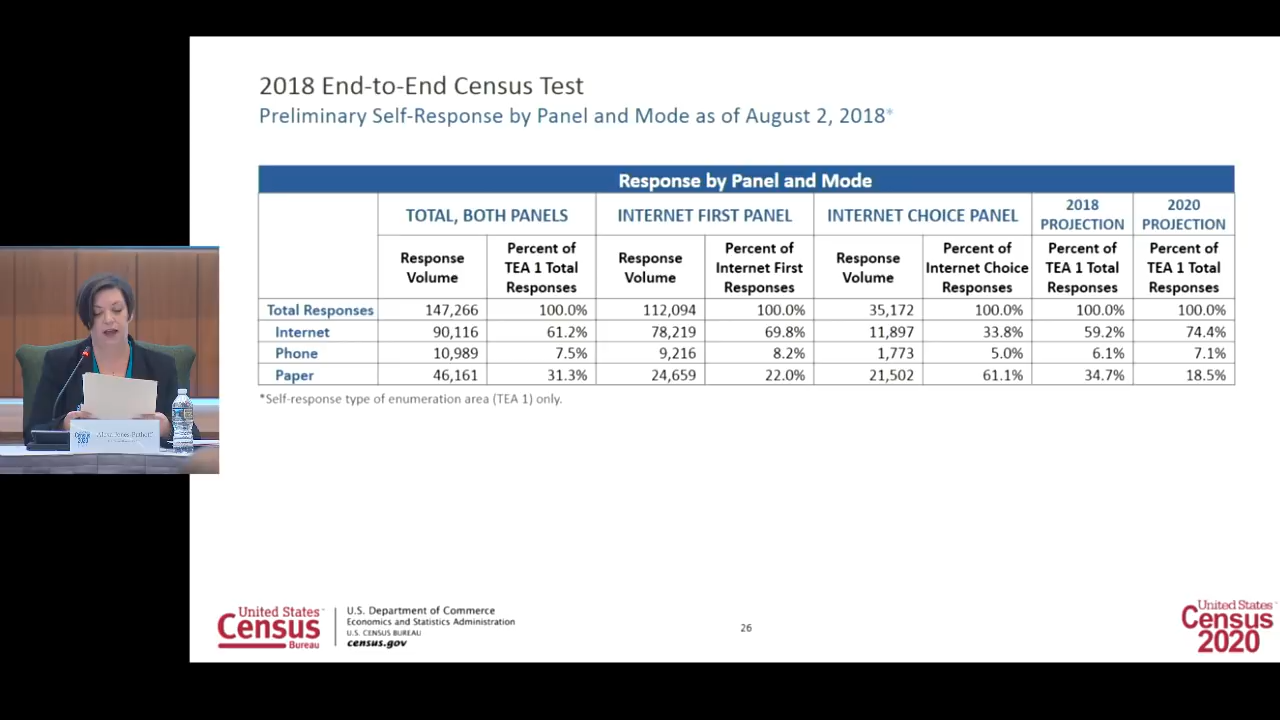 2018 End-to-End Census Test
Preliminary Self-Response by Panel and Mode as of August 2, 2018*
Response by Panel and Mode
TOTAL, BOTH PANELS INTERNET FIRST PANEL INTERNET CHOICE PANEL 2018 PROJECTION 2020 PROJECTION
Response Volume Percent of TEA 1 Total Responses Response Volume Percent of Internet First Responses Response Volume Percent of Internet Choice Responses Percent of TEA 1 Total Responses Percent of TEA 1 Total Responses
Total Responses 147,266 100.0% 112,094 100.0% 35,172 100.0% 100.0% 100.0%
Internet 90,116 61.2% 78,219 69.8% 11,897 33.8% 59.2% 74.4%
Phone 10,989 7.5% 9,216 8.2% 1,773 5.0% 6.1% 7.1%
Paper 46,161 31.3% 24,659 22.0% 21,502 61.1% 34.7% 18.5%
*Self-response type of enumeration area (TEA 1) only.
United States
Census
Bureau
U.S. Department of Commerce
Economics and Statistics Administration
U.S. CENSUS BUREAU
census.gov
26
United States
Census
2020